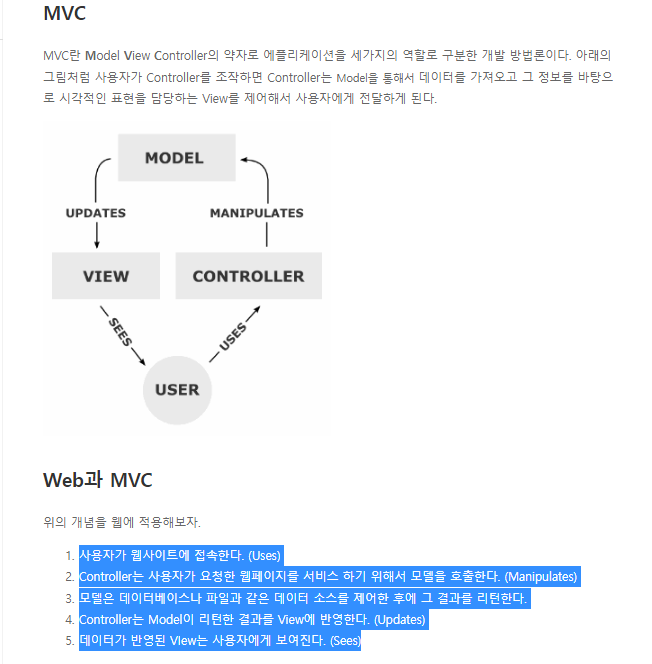 MVC
MVC란 Model View Controller의 약자로 에플리케이션을 세가지의 역할로 구분한 개발 방법론이다. 아래의
그림처럼 사용자가 Controller를 조작하면 Controller는 Model을 통해서 데이터를 가져오고 그 정보를 바탕으
로 시각적인 표현을 담당하는 View를 제어해서 사용자에게 전달하게 된다.
MODEL
UPDATES
MANIPULATES
VIEW
CONTROLLER
SEES
USES
USER
Web과 MVC
위의 개념을 웹에 적용해보자.
1. 사용자가 웹사이트에 접속한다. (Uses)
2. Controller는 사용자가 요청한 웹페이지를 서비스 하기 위해서 모델을 호출한다. (Manipulates)
3. 모델은 데이터베이스나 파일과 같은 데이터 소스를 제어한 후에 그 결과를 리턴한다.
4. Controller는 Model이 리턴한 결과를 View에 반영한다. (Updates)
5. 데이터가 반영된 VIew는 사용자에게 보여진다. (Sees)